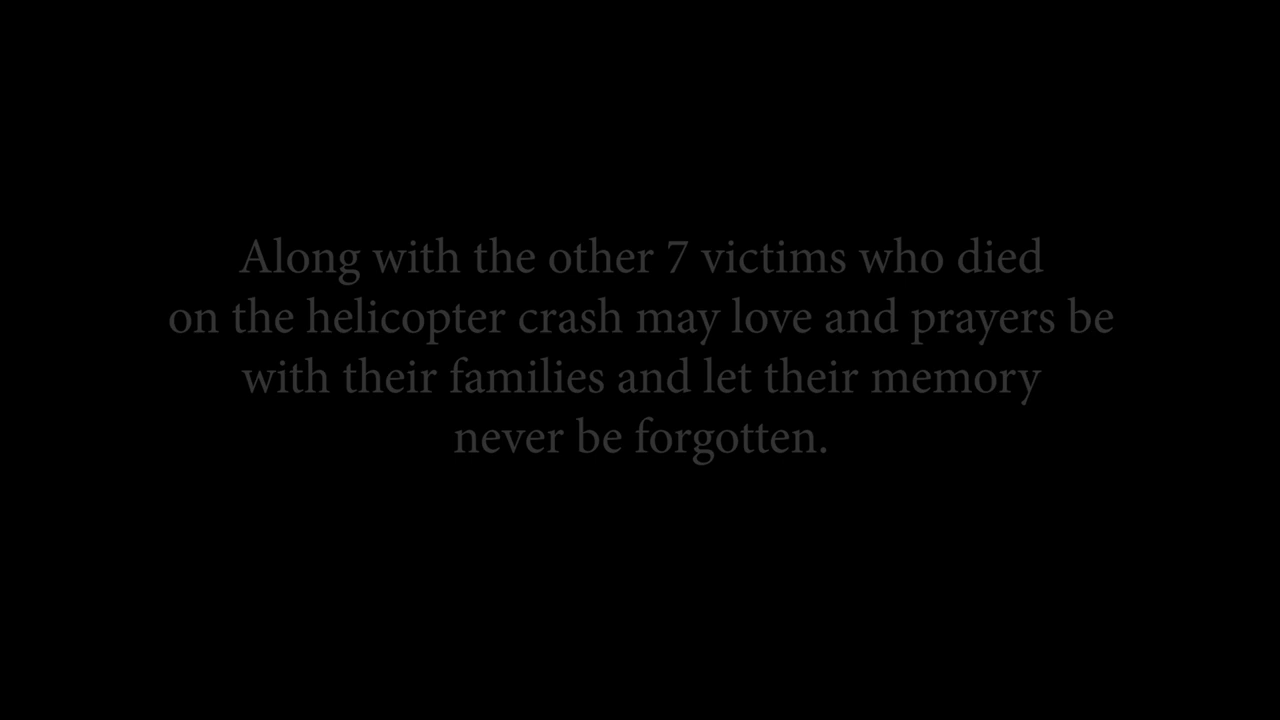 Along with the other 7 victims who died
on the helicopter crash may love and prayers be
with their families and let their memory
never be forgotten.